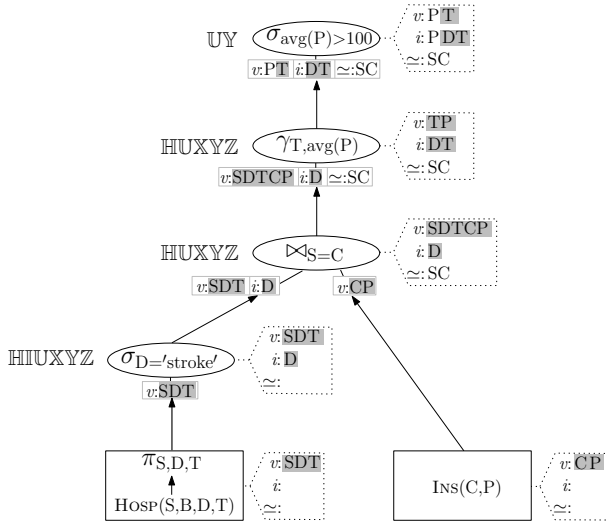 𝕌𝕐
σavg(P)>100
v:PT
i:PDT
≃:SC
v:PT i:DT ≃:SC
ℍ𝕌𝕏𝕐ℤ
γT,avg(P)
v:TP
i:DT
≃:SC
v:SDTCP i:D ≃:SC
ℍ𝕌𝕏𝕐ℤ
⋈S=C
v:SDTCP
i:D
≃:SC
v:SDT i:D
v:CP
ℍ𝕀𝕌𝕏𝕐ℤ
σD='stroke'
v:SDT
i:D
≃:
v:SDT
πS,D,T
HOSP(S,B,D,T)
v:SDT
i:
≃:
INS(C,P)
v:CP
i:
≃: